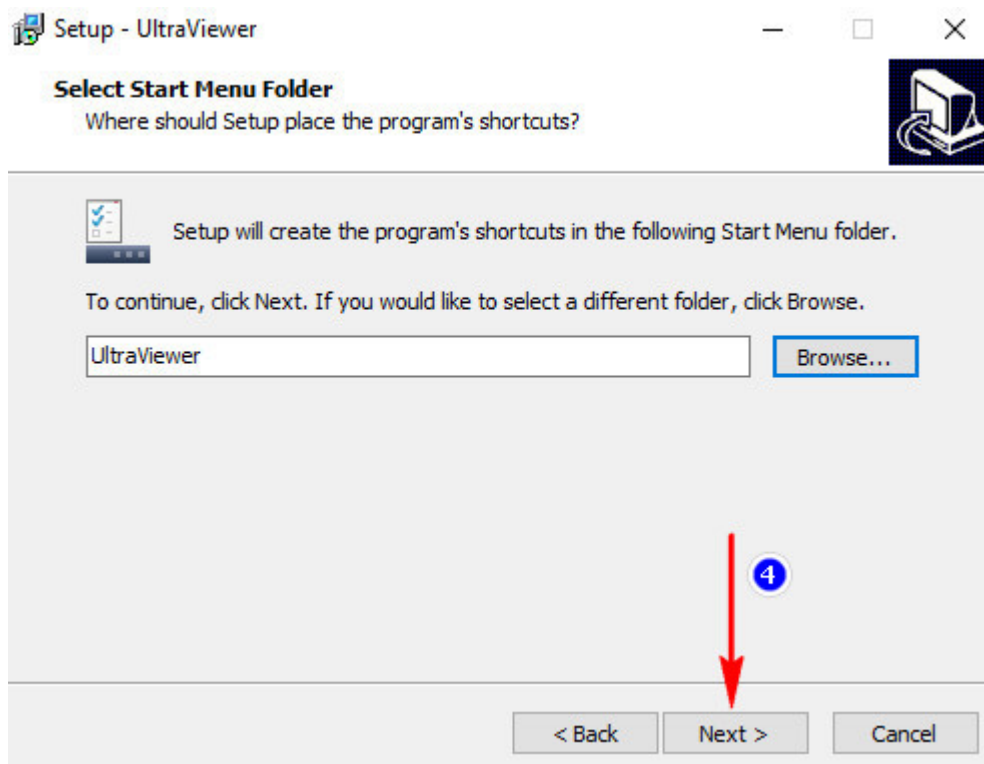 Setup - UltraViewer
Select Start Menu Folder
Where should Setup place the program's shortcuts?
Setup will create the program's shortcuts in the following Start Menu folder.
To continue, click Next. If you would like to select a different folder, click Browse.
UltraViewer
Browse...
4
< Back
Next >
Cancel